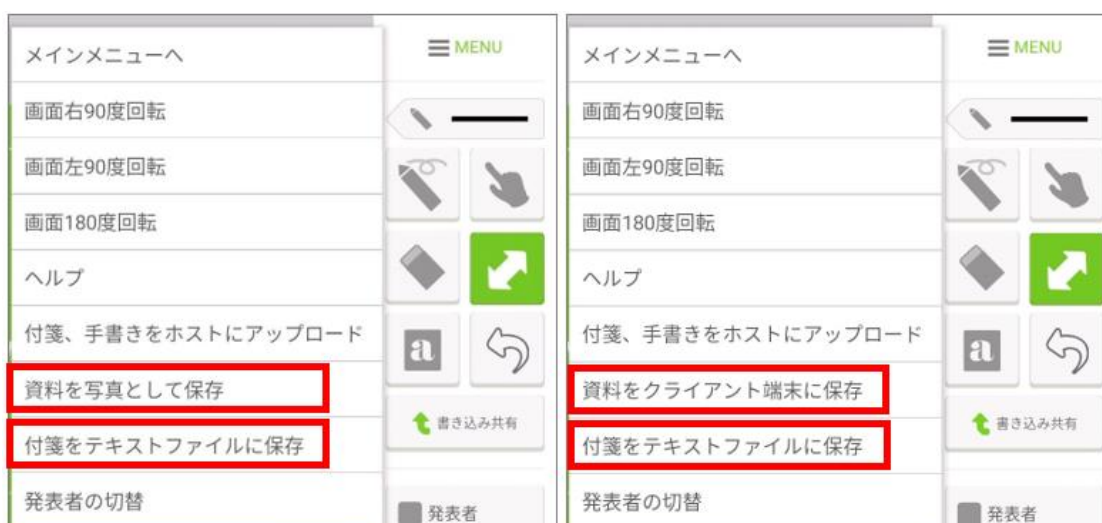 メインメニューへ
画面右90度回転
画面左90度回転
画面180度回転
ヘルプ
付箋、手書きをホストにアップロード
資料を写真として保存
付箋をテキストファイルに保存
発表者の切替
MENU
a
書き込み共有
発表者
メインメニューへ
画面右90度回転
画面左90度回転
画面180度回転
ヘルプ
付箋、手書きをホストにアップロード
資料をクライアント端末に保存
付箋をテキストファイルに保存
発表者の切替
MENU
a
書き込み共有
発表者